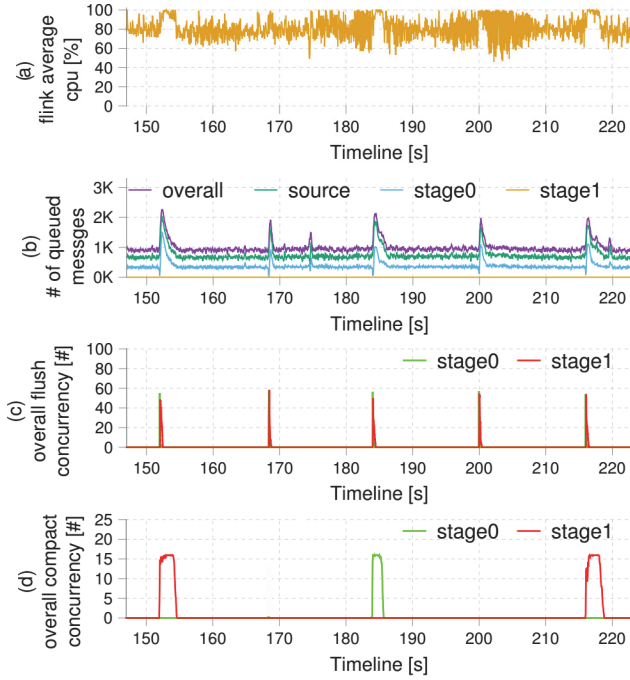 (a)
flink average
cpu [%]
100
80
60
40
20
0
150 160 170 180 190 200 210 220
Timeline [s]
(b)
# of queued
messges
3K
2K
1K
0K
overall source stage0 stage1
150 160 170 180 190 200 210 220
Timeline [s]
(c)
overall flush
concurrency [#]
100
80
60
40
20
0
stage0 stage1
150 160 170 180 190 200 210 220
Timeline [s]
(d)
overall compact
concurrency [#]
25
20
15
10
5
0
stage0 stage1
150 160 170 180 190 200 210 220
Timeline [s]